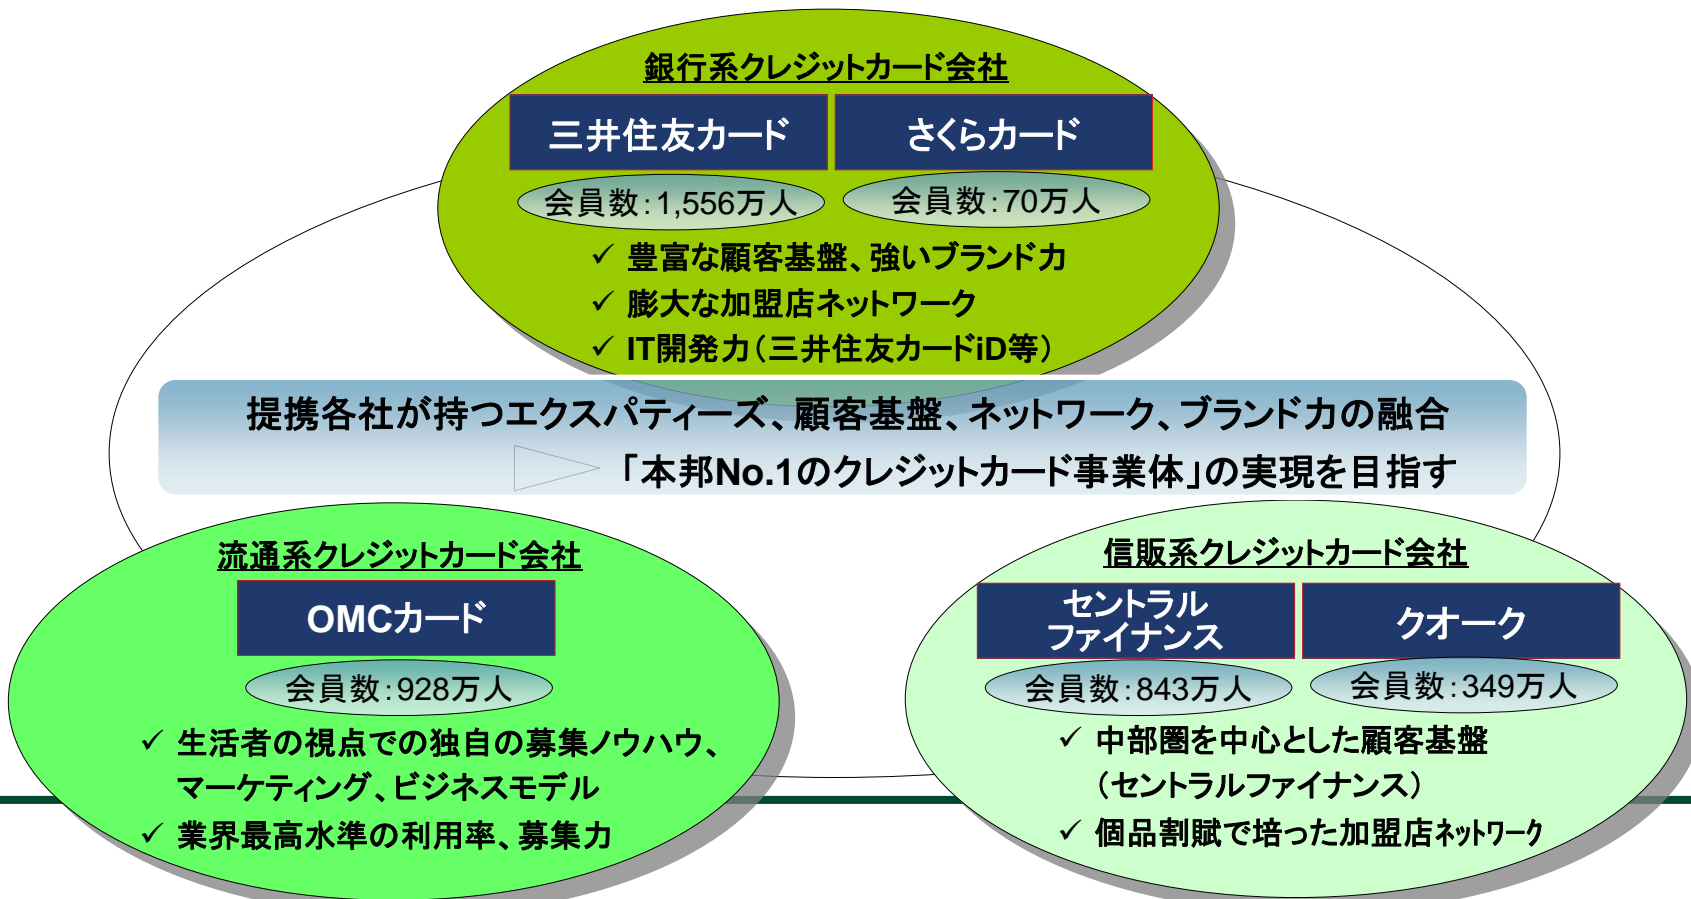 銀行系クレジットカード会社
三井住友カード
さくらカード
会員数:1,556万人
会員数:70万人
✓ 豊富な顧客基盤、強いブランド力
✓ 膨大な加盟店ネットワーク
✓ IT開発力(三井住友カードiD等)
提携各社が持つエクスパティーズ、顧客基盤、ネットワーク、ブランド力の融合
「本邦No.1のクレジットカード事業体」の実現を目指す
流通系クレジットカード会社
OMCカード
会員数:928万人
✓ 生活者の視点での独自の募集ノウハウ、
マーケティング、ビジネスモデル
✓ 業界最高水準の利用率、募集力
信販系クレジットカード会社
セントラル
ファイナンス
クオーク
会員数:843万人
会員数:349万人
✓ 中部圏を中心とした顧客基盤
(セントラルファイナンス)
✓ 個品割賦で培った加盟店ネットワーク